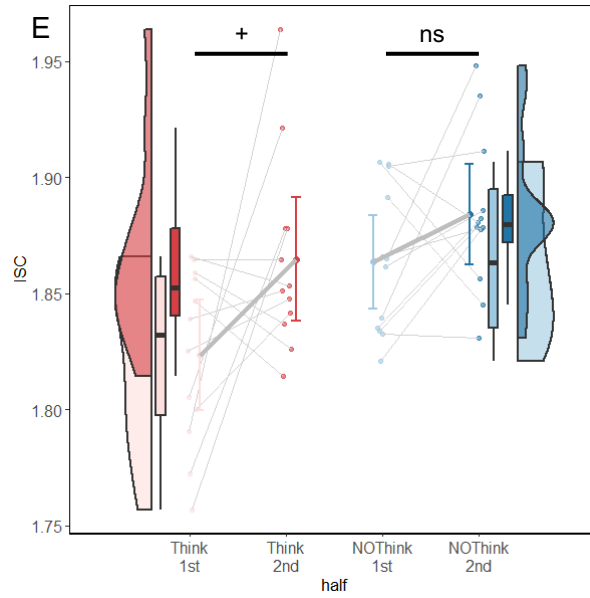 E
+
ns
1.95
1.90
1.85
1.80
1.75
ISC
Think
1st
Think
2nd
NOThink
1st
NOThink
2nd
half